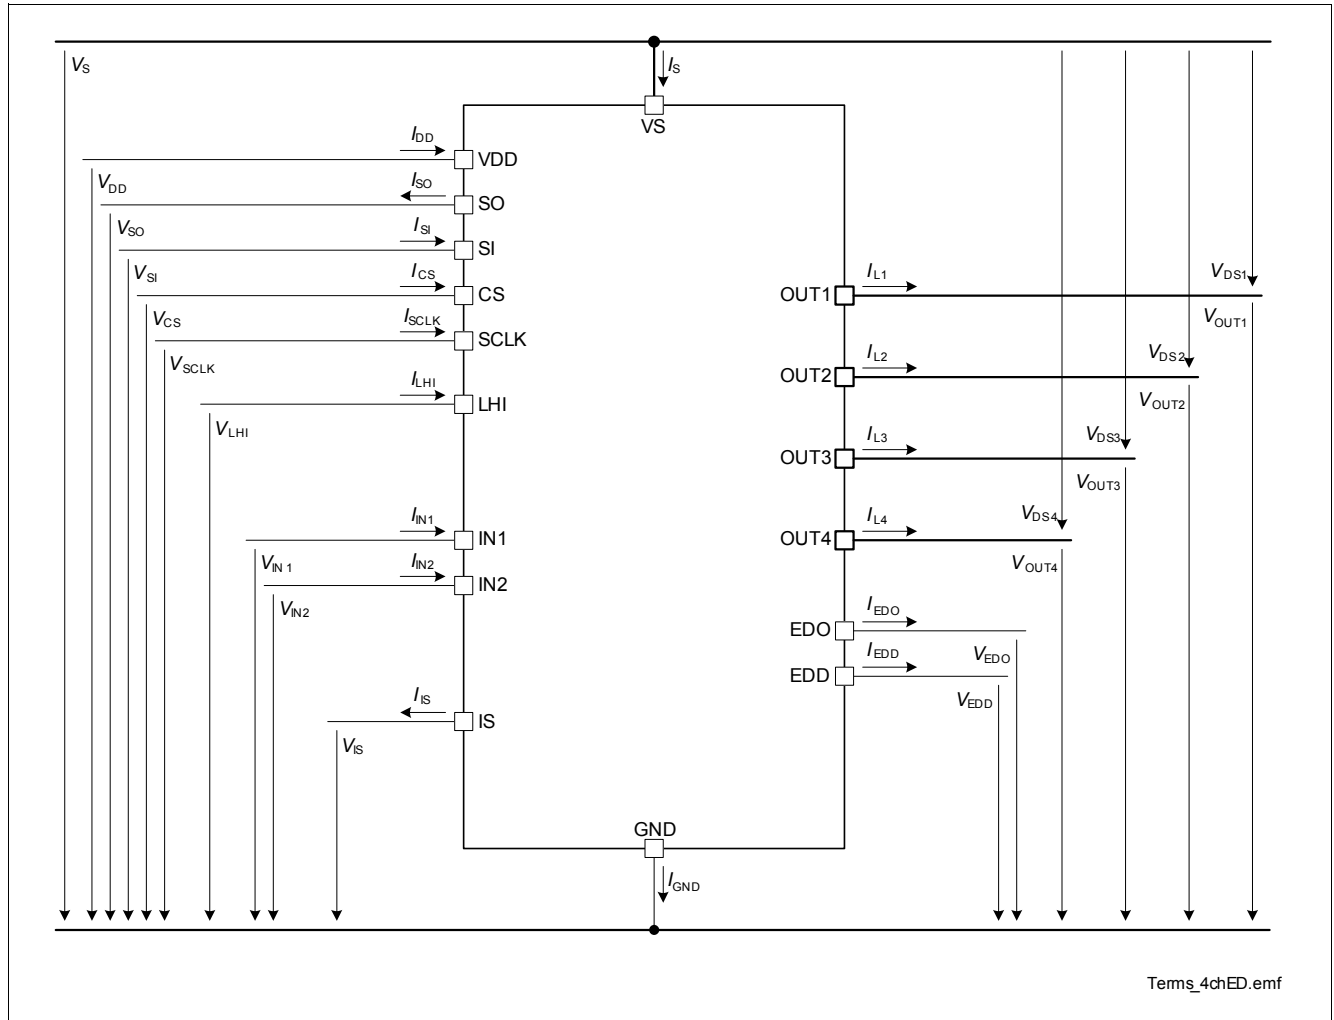 VS
IS
VS
IDD
VDD
VDD
ISO
SO
VSO
ISI
SI
VSI
ICS
CS
VCS
ISCLK
SCLK
VSCLK
ILHI
LHI
VLHI
IIN1
IN1
VIN1
IIN2
IN2
VIN2
IIS
IS
VIS
OUT1
IL1
VDS1
VOUT1
OUT2
IL2
VDS2
VOUT2
OUT3
IL3
VDS3
VOUT3
OUT4
IL4
VDS4
VOUT4
EDO
IEDO
VEDO
EDD
IEDD
VEDD
GND
IGND
Terms_4chED.emf